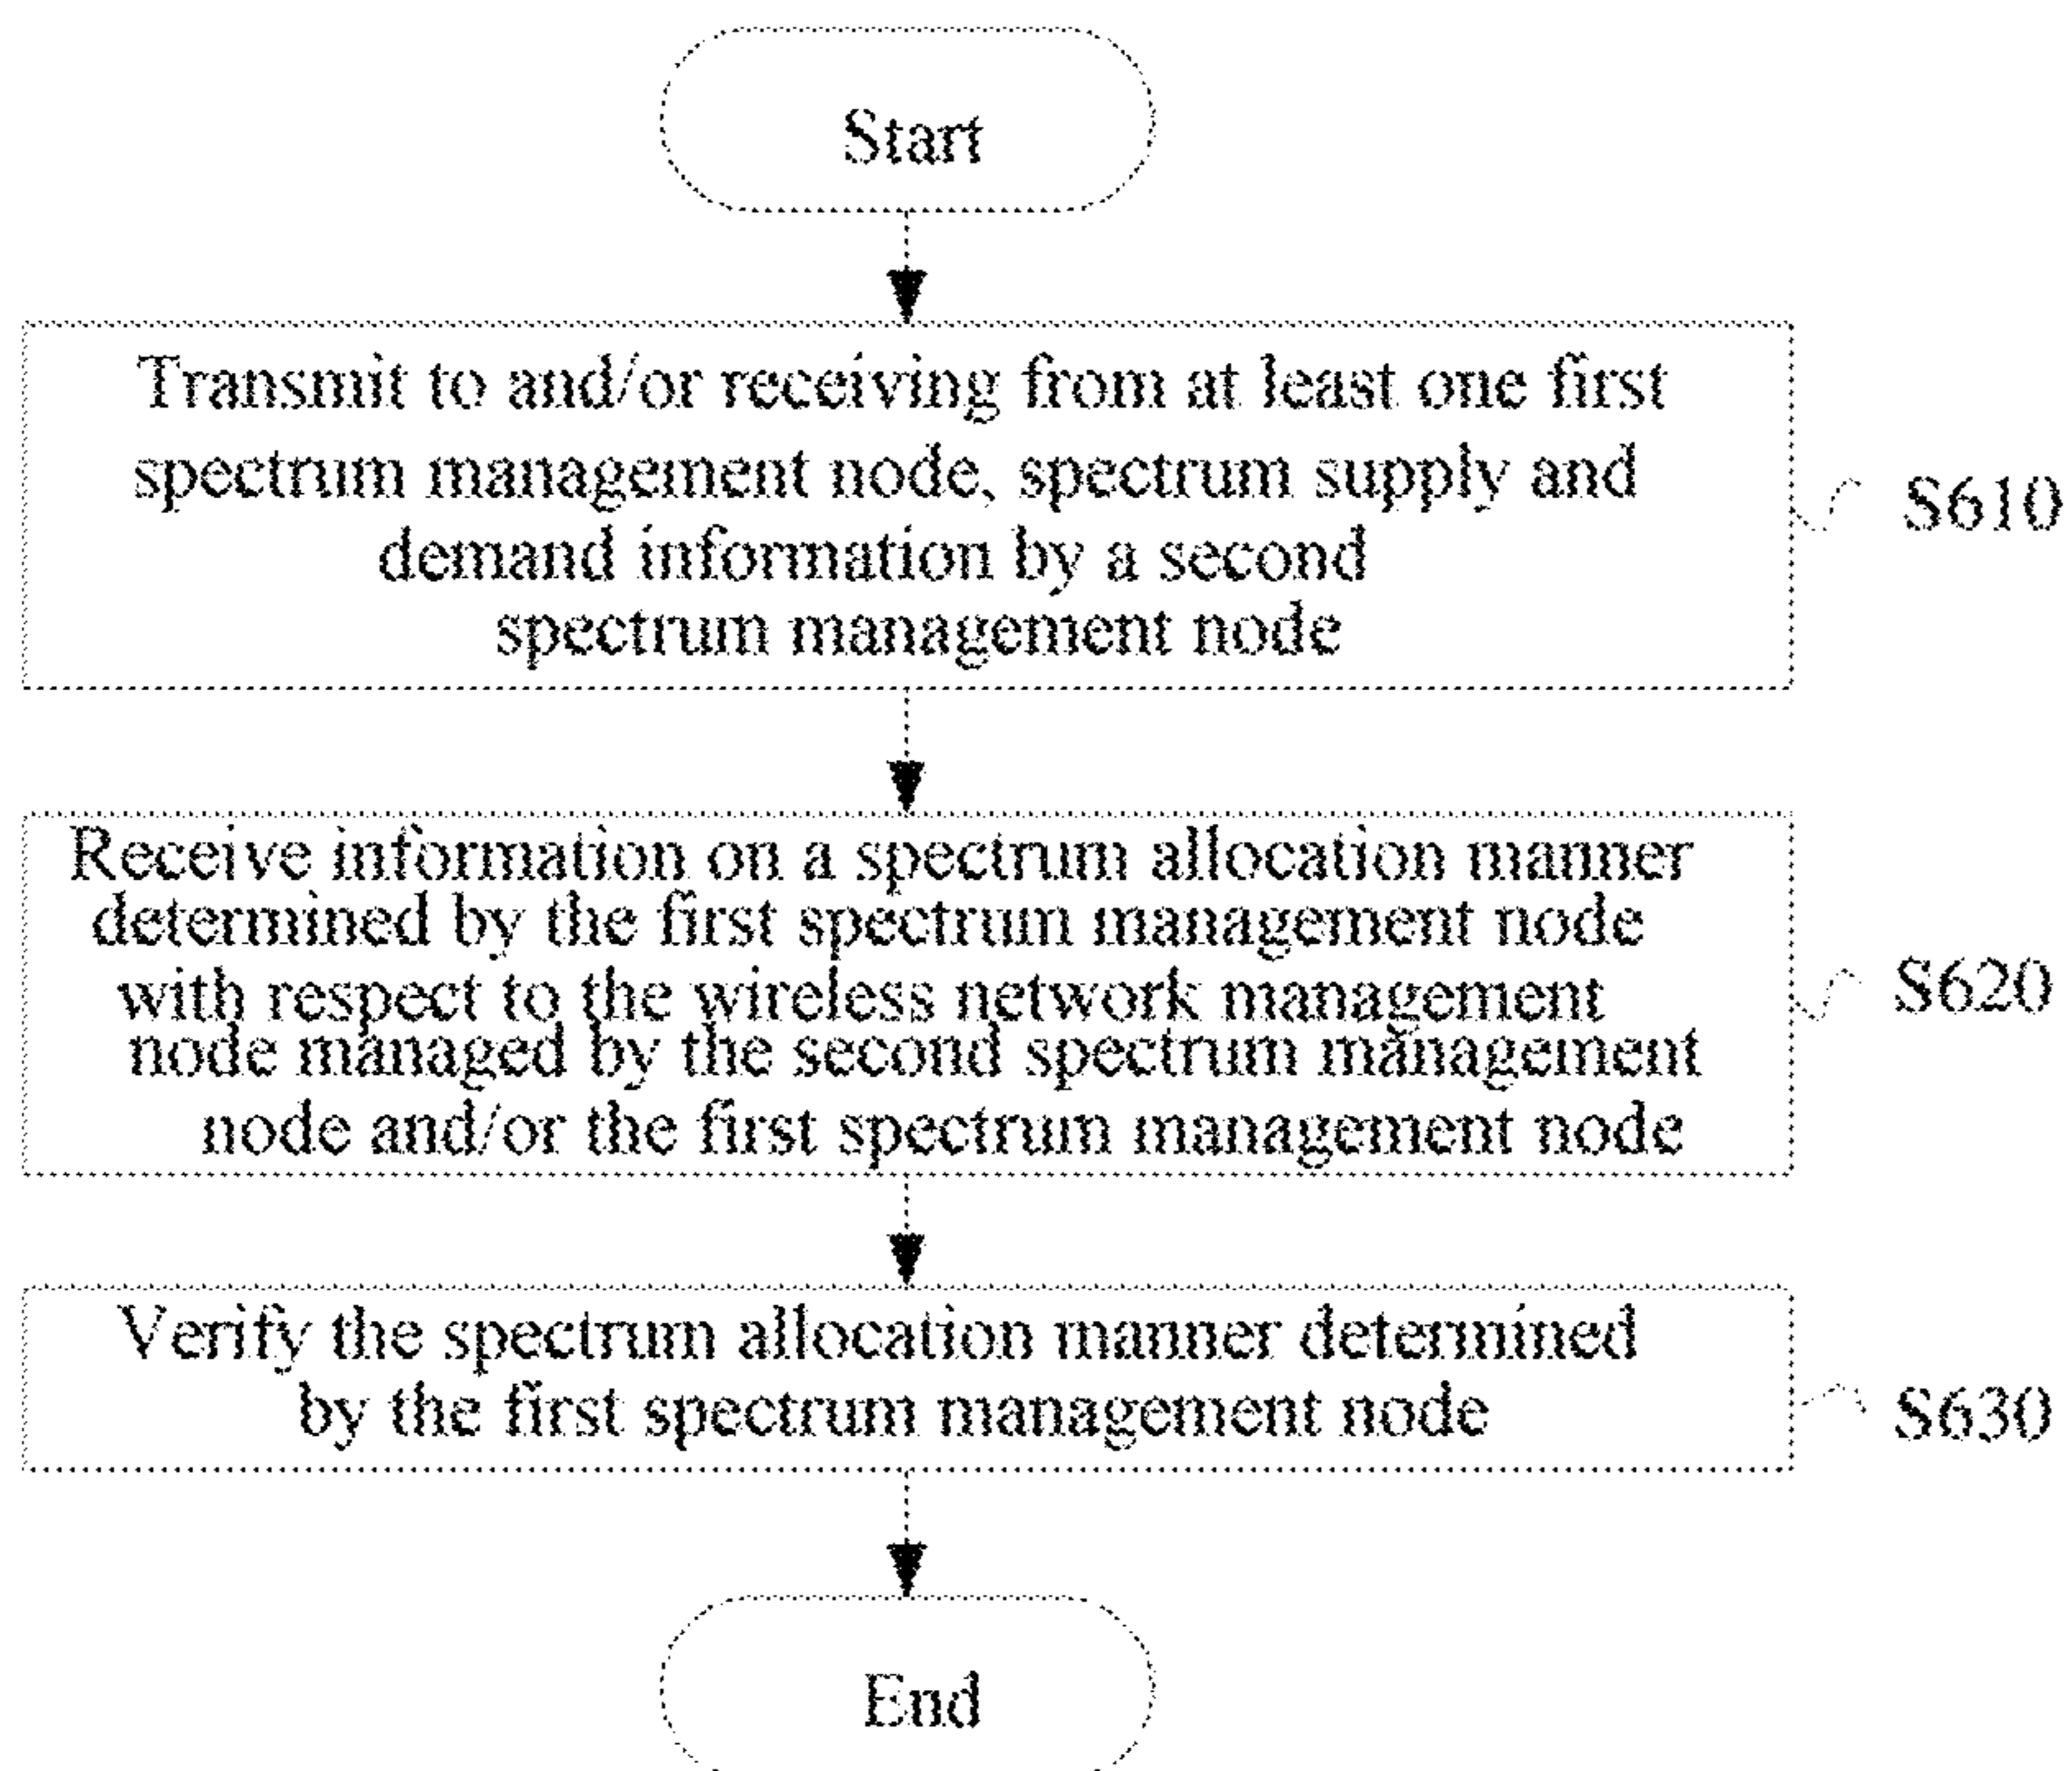 Start
Transmit to and/or receiving from at least one first
spectrum management node, spectrum supply and
demand information by a second
spectrum management node
S610
Receive information on a spectrum allocation manner
determined by the first spectrum management node
with respect to the wireless network management
node managed by the second spectrum management
node and/or the first spectrum management node
S620
Verify the spectrum allocation manner determined
by the first spectrum management node
S630
End